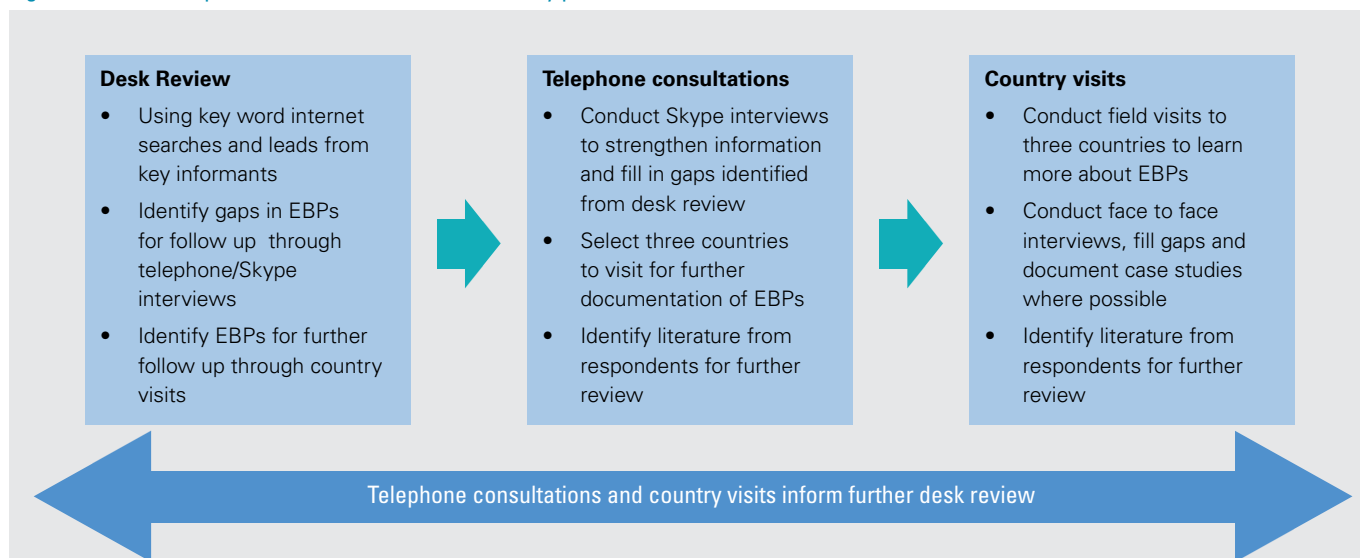 Desk Review
• Using key word internet
searches and leads from
key informants
• Identify gaps in EBPs
for follow up through
telephone/Skype
interviews
• Identify EBPs for further
follow up through country
visits
Telephone consultations
• Conduct Skype interviews
to strengthen information
and fill in gaps identified
from desk review
• Select three countries
to visit for further
documentation of EBPs
• Identify literature from
respondents for further
review
Country visits
• Conduct field visits to
three countries to learn
more about EBPs
• Conduct face to face
interviews, fill gaps and
document case studies
where possible
• Identify literature from
respondents for further
review
Telephone consultations and country visits inform further desk review